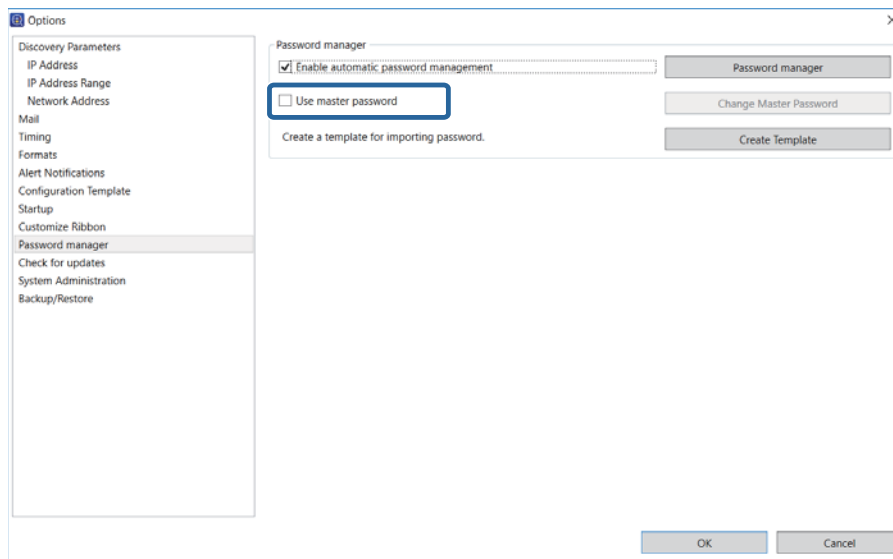 Options
Discovery Parameters
IP Address
IP Address Range
Network Address
Mail
Timing
Formats
Alert Notifications
Configuration Template
Startup
Customize Ribbon
Password manager
Check for updates
System Administration
Backup/Restore
Password manager
Enable automatic password management
Password manager
Use master password
Change Master Password
Create a template for importing password.
Create Template
OK
Cancel